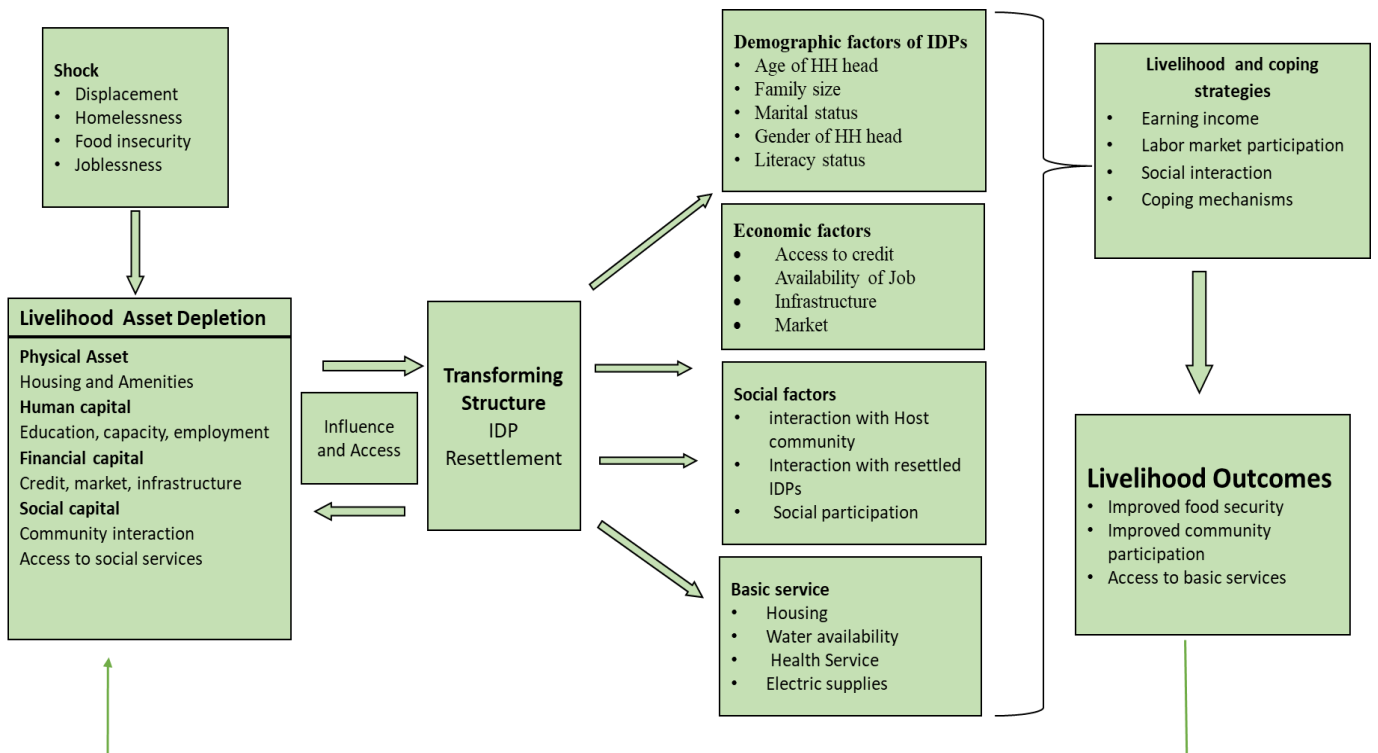 Shock
• Displacement
• Homelessness
• Food insecurity
• Joblessness
Livelihood Asset Depletion
Physical Asset
Housing and Amenities
Human capital
Education, capacity, employment
Financial capital
Credit, market, infrastructure
Social capital
Community interaction
Access to social services
Influence
and Access
Transforming
Structure
IDP
Resettlement
Demographic factors of IDPs
• Age of HH head
• Family size
• Marital status
• Gender of HH head
• Literacy status
Economic factors
• Access to credit
• Availability of Job
• Infrastructure
• Market
Social factors
• interaction with Host
community
• Interaction with resettled
IDPs
• Social participation
Basic service
• Housing
• Water availability
• Health Service
• Electric supplies
Livelihood and coping
strategies
• Earning income
• Labor market participation
• Social interaction
• Coping mechanisms
Livelihood Outcomes
• Improved food security
• Improved community
participation
• Access to basic services